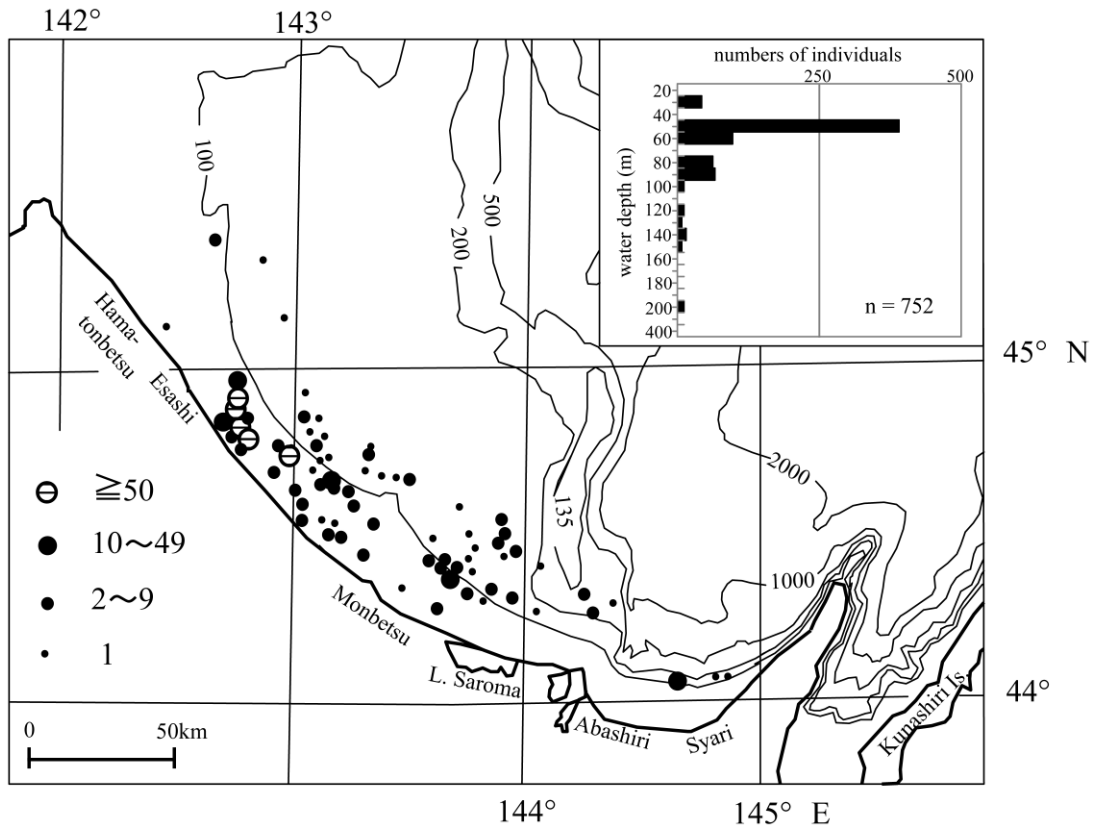 142°
143°
numbers of individuals
250
500
20
40
60
80
100
120
140
160
200
400
water depth (m)
n = 752
100
200
500
135
2000
1000
45° N
44°
Hama-
tonbetsu
Esashi
Monbetsu
L. Saroma
Abashiri
Syari
Kunashiri Is.
≧50
10～49
2～9
1
0
50km
144°
145° E